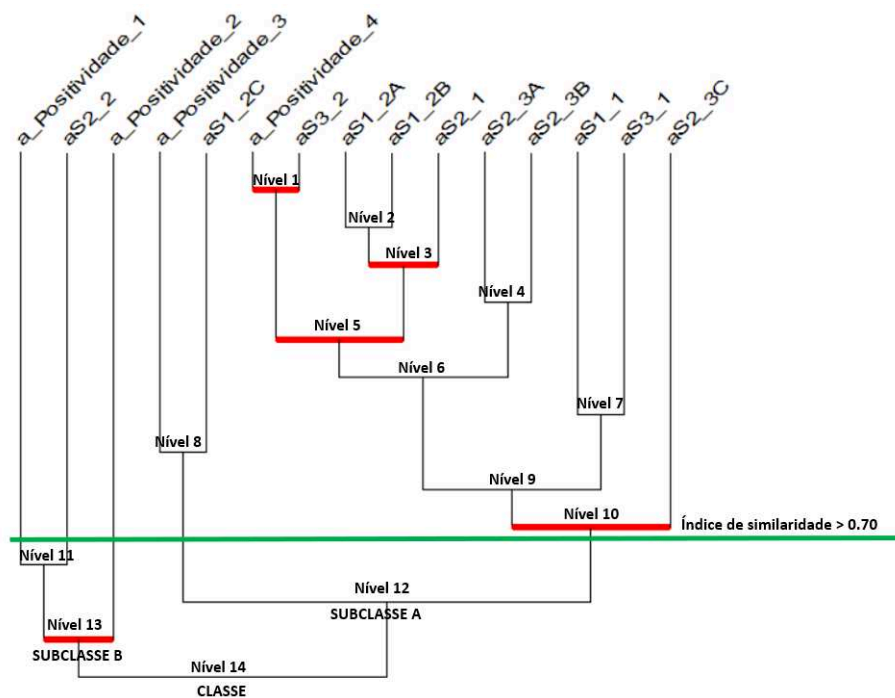 a_Positividade_1
aS2_2
a_Positividade_2
a_Positividade_3
aS1_2C
a_Positividade_4
aS3_2
aS1_2A
aS1_2B
aS2_1
aS2_3A
aS2_3B
aS1_1
aS3_1
aS2_3C
Nível 1
Nível 2
Nível 3
Nível 4
Nível 5
Nível 6
Nível 7
Nível 8
Nível 9
Nível 10
Índice de similaridade > 0.70
Nível 11
Nível 12
SUBCLASSE A
Nível 13
SUBCLASSE B
Nível 14
CLASSE